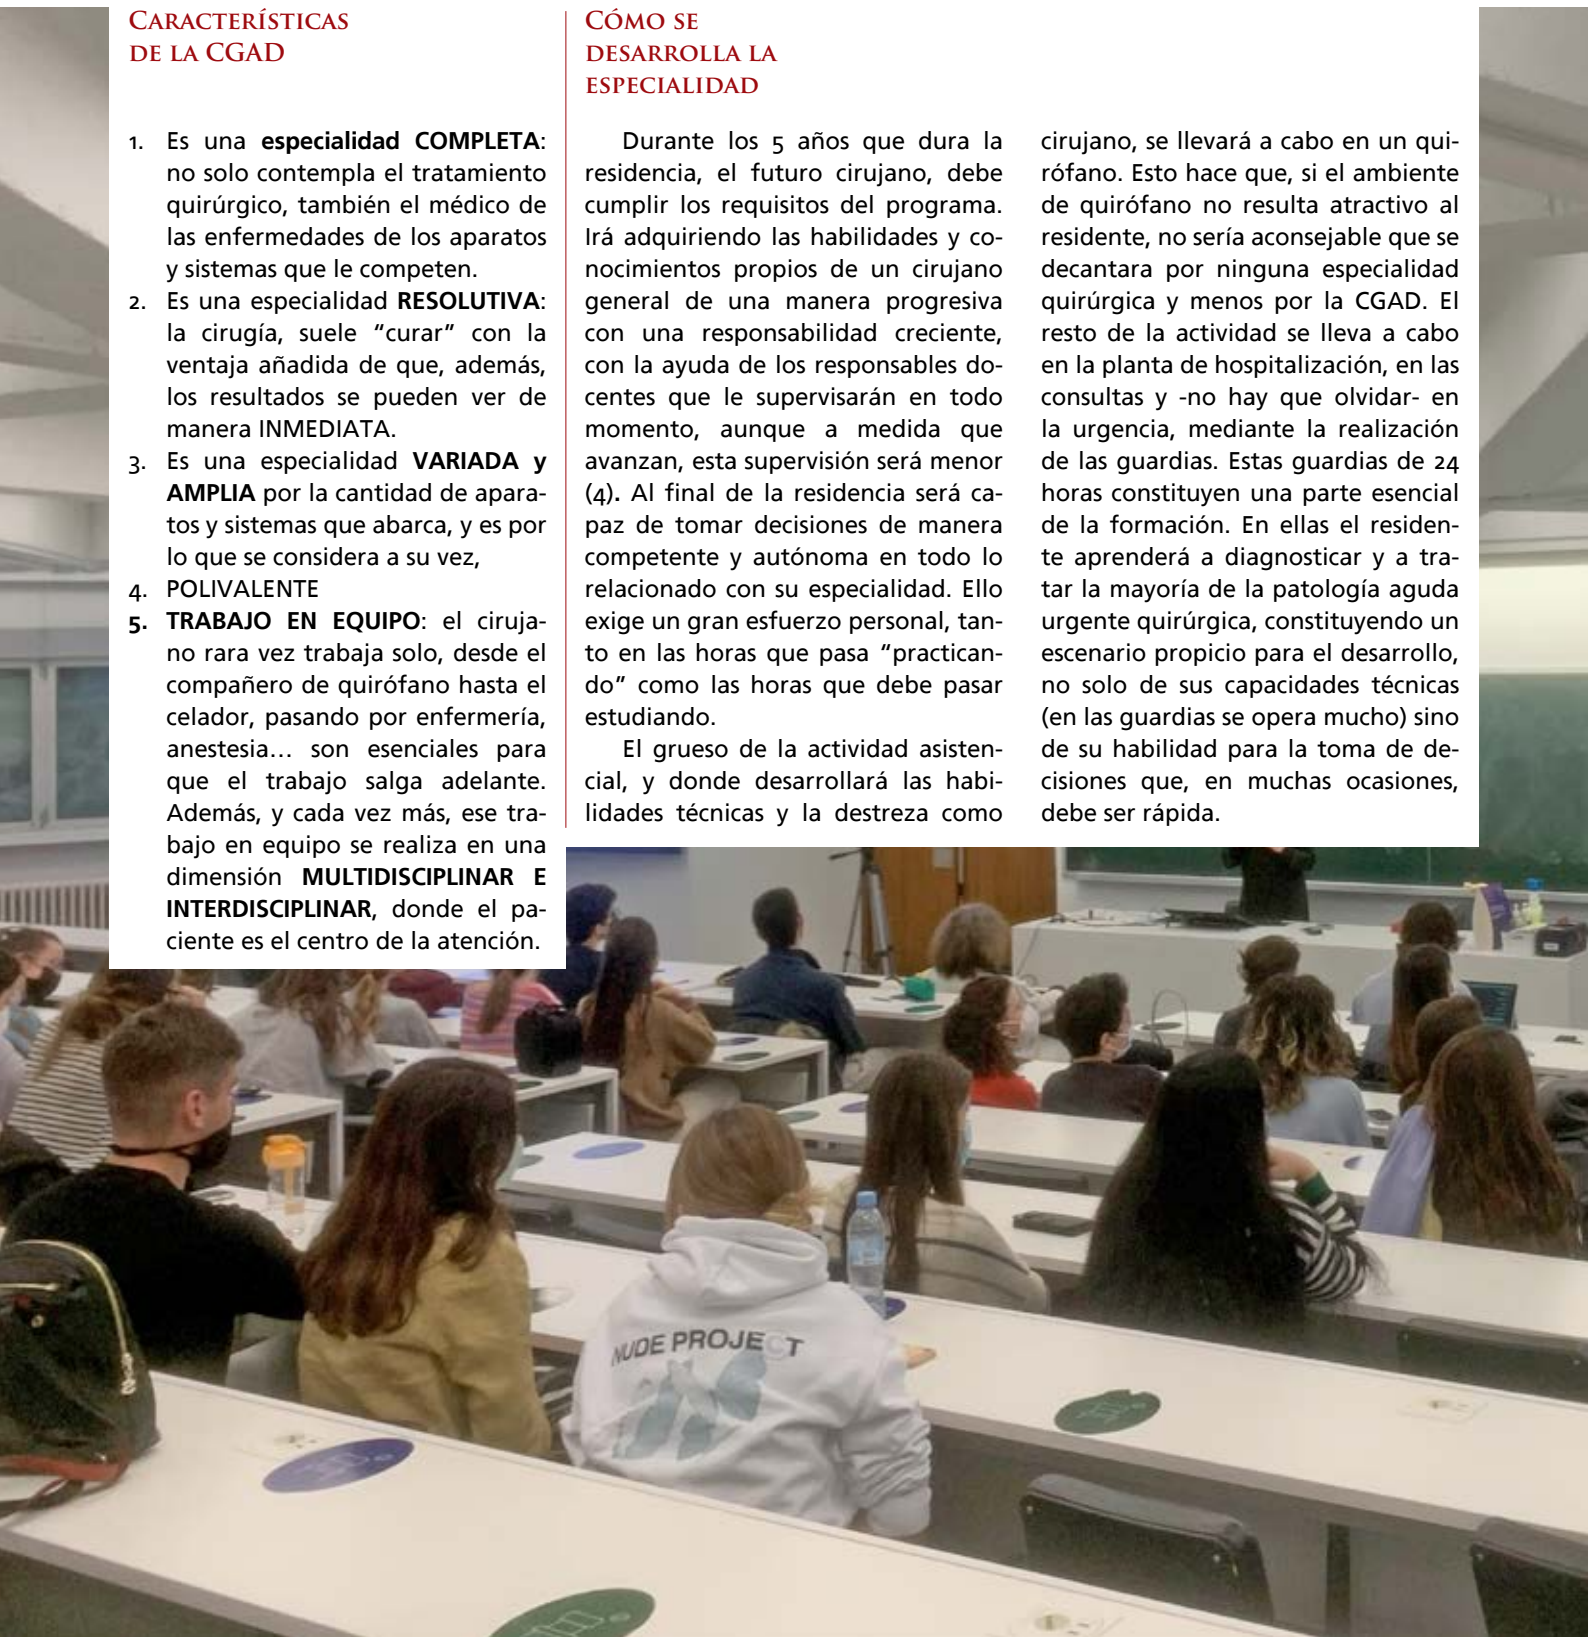 Características
de la CGAD
1. Es una especialidad COMPLETA:
no solo contempla el tratamiento
quirúrgico, también el médico de
las enfermedades de los aparatos
y sistemas que le competen.
2. Es una especialidad RESOLUTIVA:
la cirugía, suele “curar” con la
ventaja añadida de que, además,
los resultados se pueden ver de
manera INMEDIATA.
3. Es una especialidad VARIADA y
AMPLIA por la cantidad de apara-
tos y sistemas que abarca, y es por
lo que se considera a su vez,
4. POLIVALENTE
5. TRABAJO EN EQUIPO: el ciruja-
no rara vez trabaja solo, desde el
compañero de quirófano hasta el
celador, pasando por enfermería,
anestesia… son esenciales para
que el trabajo salga adelante.
Además, y cada vez más, ese tra-
bajo en equipo se realiza en una
dimensión MULTIDISCIPLINAR E
INTERDISCIPLINAR, donde el pa-
ciente es el centro de la atención.
Cómo se
desarrolla la
especialidad
Durante los 5 años que dura la
residencia, el futuro cirujano, debe
cumplir los requisitos del programa.
Irá adquiriendo las habilidades y co-
nocimientos propios de un cirujano
general de una manera progresiva
con una responsabilidad creciente,
con la ayuda de los responsables do-
centes que le supervisarán en todo
momento, aunque a medida que
avanzan, esta supervisión será menor
(4). Al final de la residencia será ca-
paz de tomar decisiones de manera
competente y autónoma en todo lo
relacionado con su especialidad. Ello
exige un gran esfuerzo personal, tan-
to en las horas que pasa “practican-
do” como las horas que debe pasar
estudiando.
El grueso de la actividad asisten-
cial, y donde desarrollará las habi-
lidades técnicas y la destreza como
cirujano, se llevará a cabo en un qui-
rófano. Esto hace que, si el ambiente
de quirófano no resulta atractivo al
residente, no sería aconsejable que se
decantara por ninguna especialidad
quirúrgica y menos por la CGAD. El
resto de la actividad se lleva a cabo
en la planta de hospitalización, en las
consultas y -no hay que olvidar- en
la urgencia, mediante la realización
de las guardias. Estas guardias de 24
horas constituyen una parte esencial
de la formación. En ellas el residen-
te aprenderá a diagnosticar y a tra-
tar la mayoría de la patología aguda
urgente quirúrgica, constituyendo un
escenario propicio para el desarrollo,
no solo de sus capacidades técnicas
(en las guardias se opera mucho) sino
de su habilidad para la toma de de-
cisiones que, en muchas ocasiones,
debe ser rápida.
NUDE PROJECT